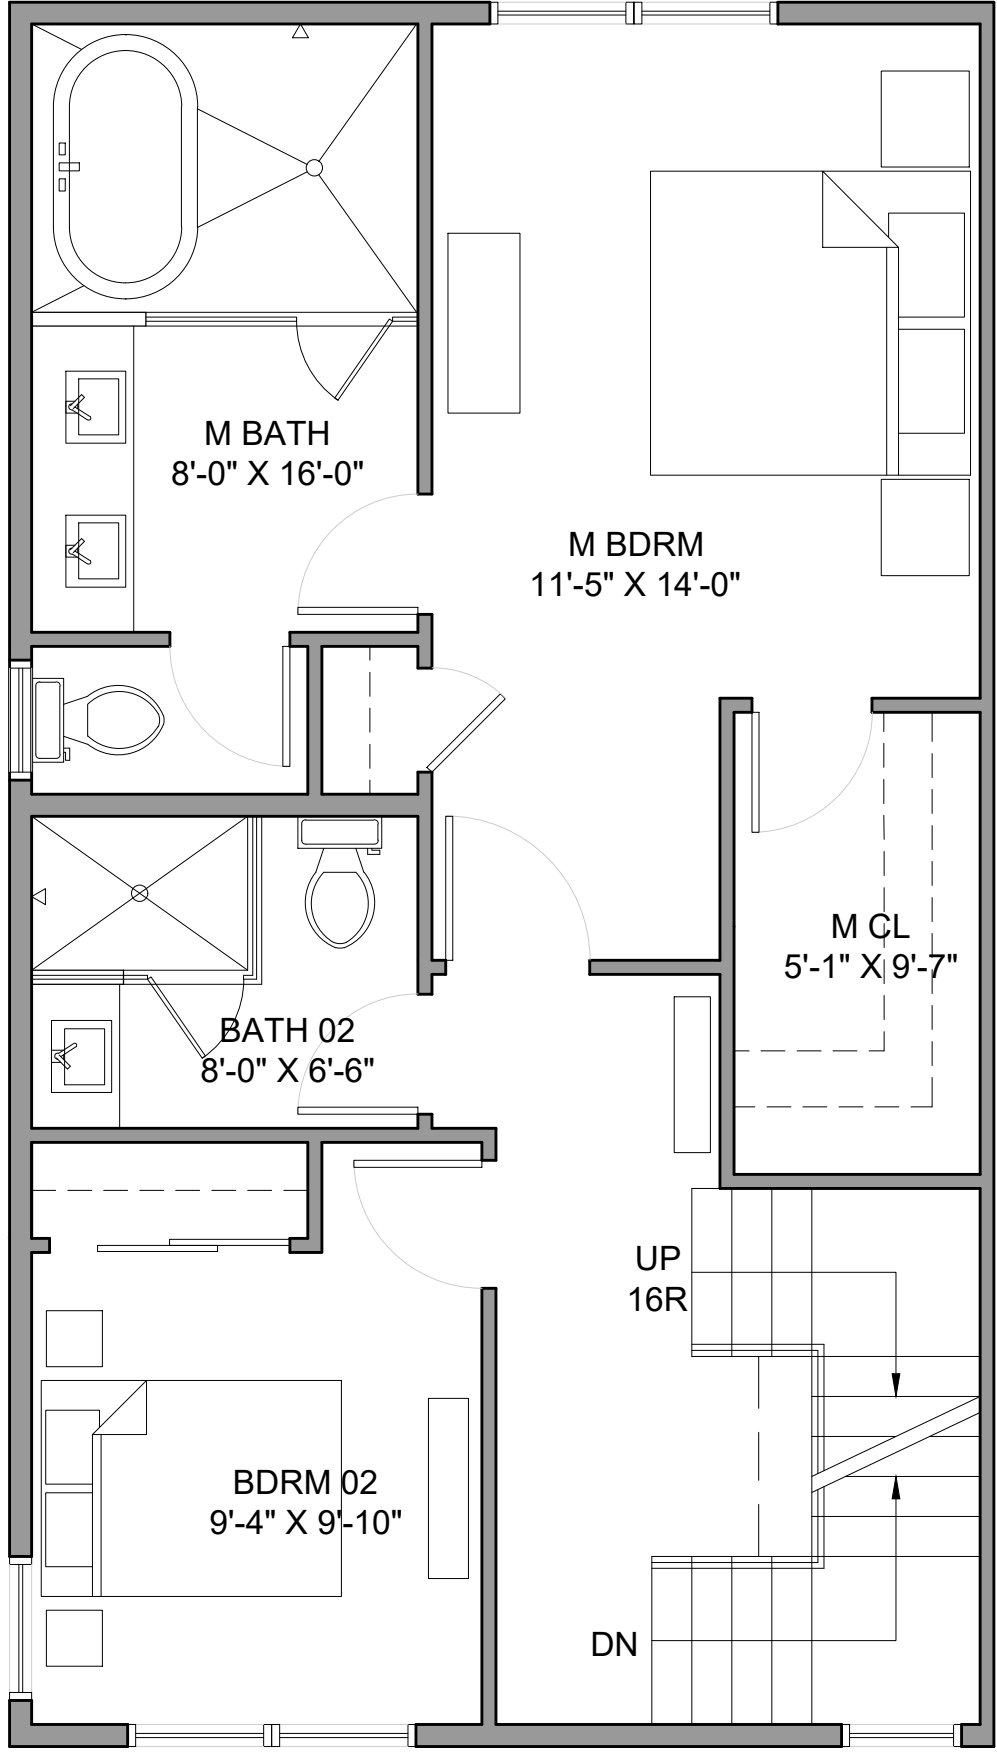 M BATH
8'-0" X 16'-0"
M BDRM
11'-5" X 14'-0"
M CL
5'-1" X 9'-7"
BATH 02
8'-0" X 6'-6"
UP
16R
BDRM 02
9'-4" X 9'-10"
DN